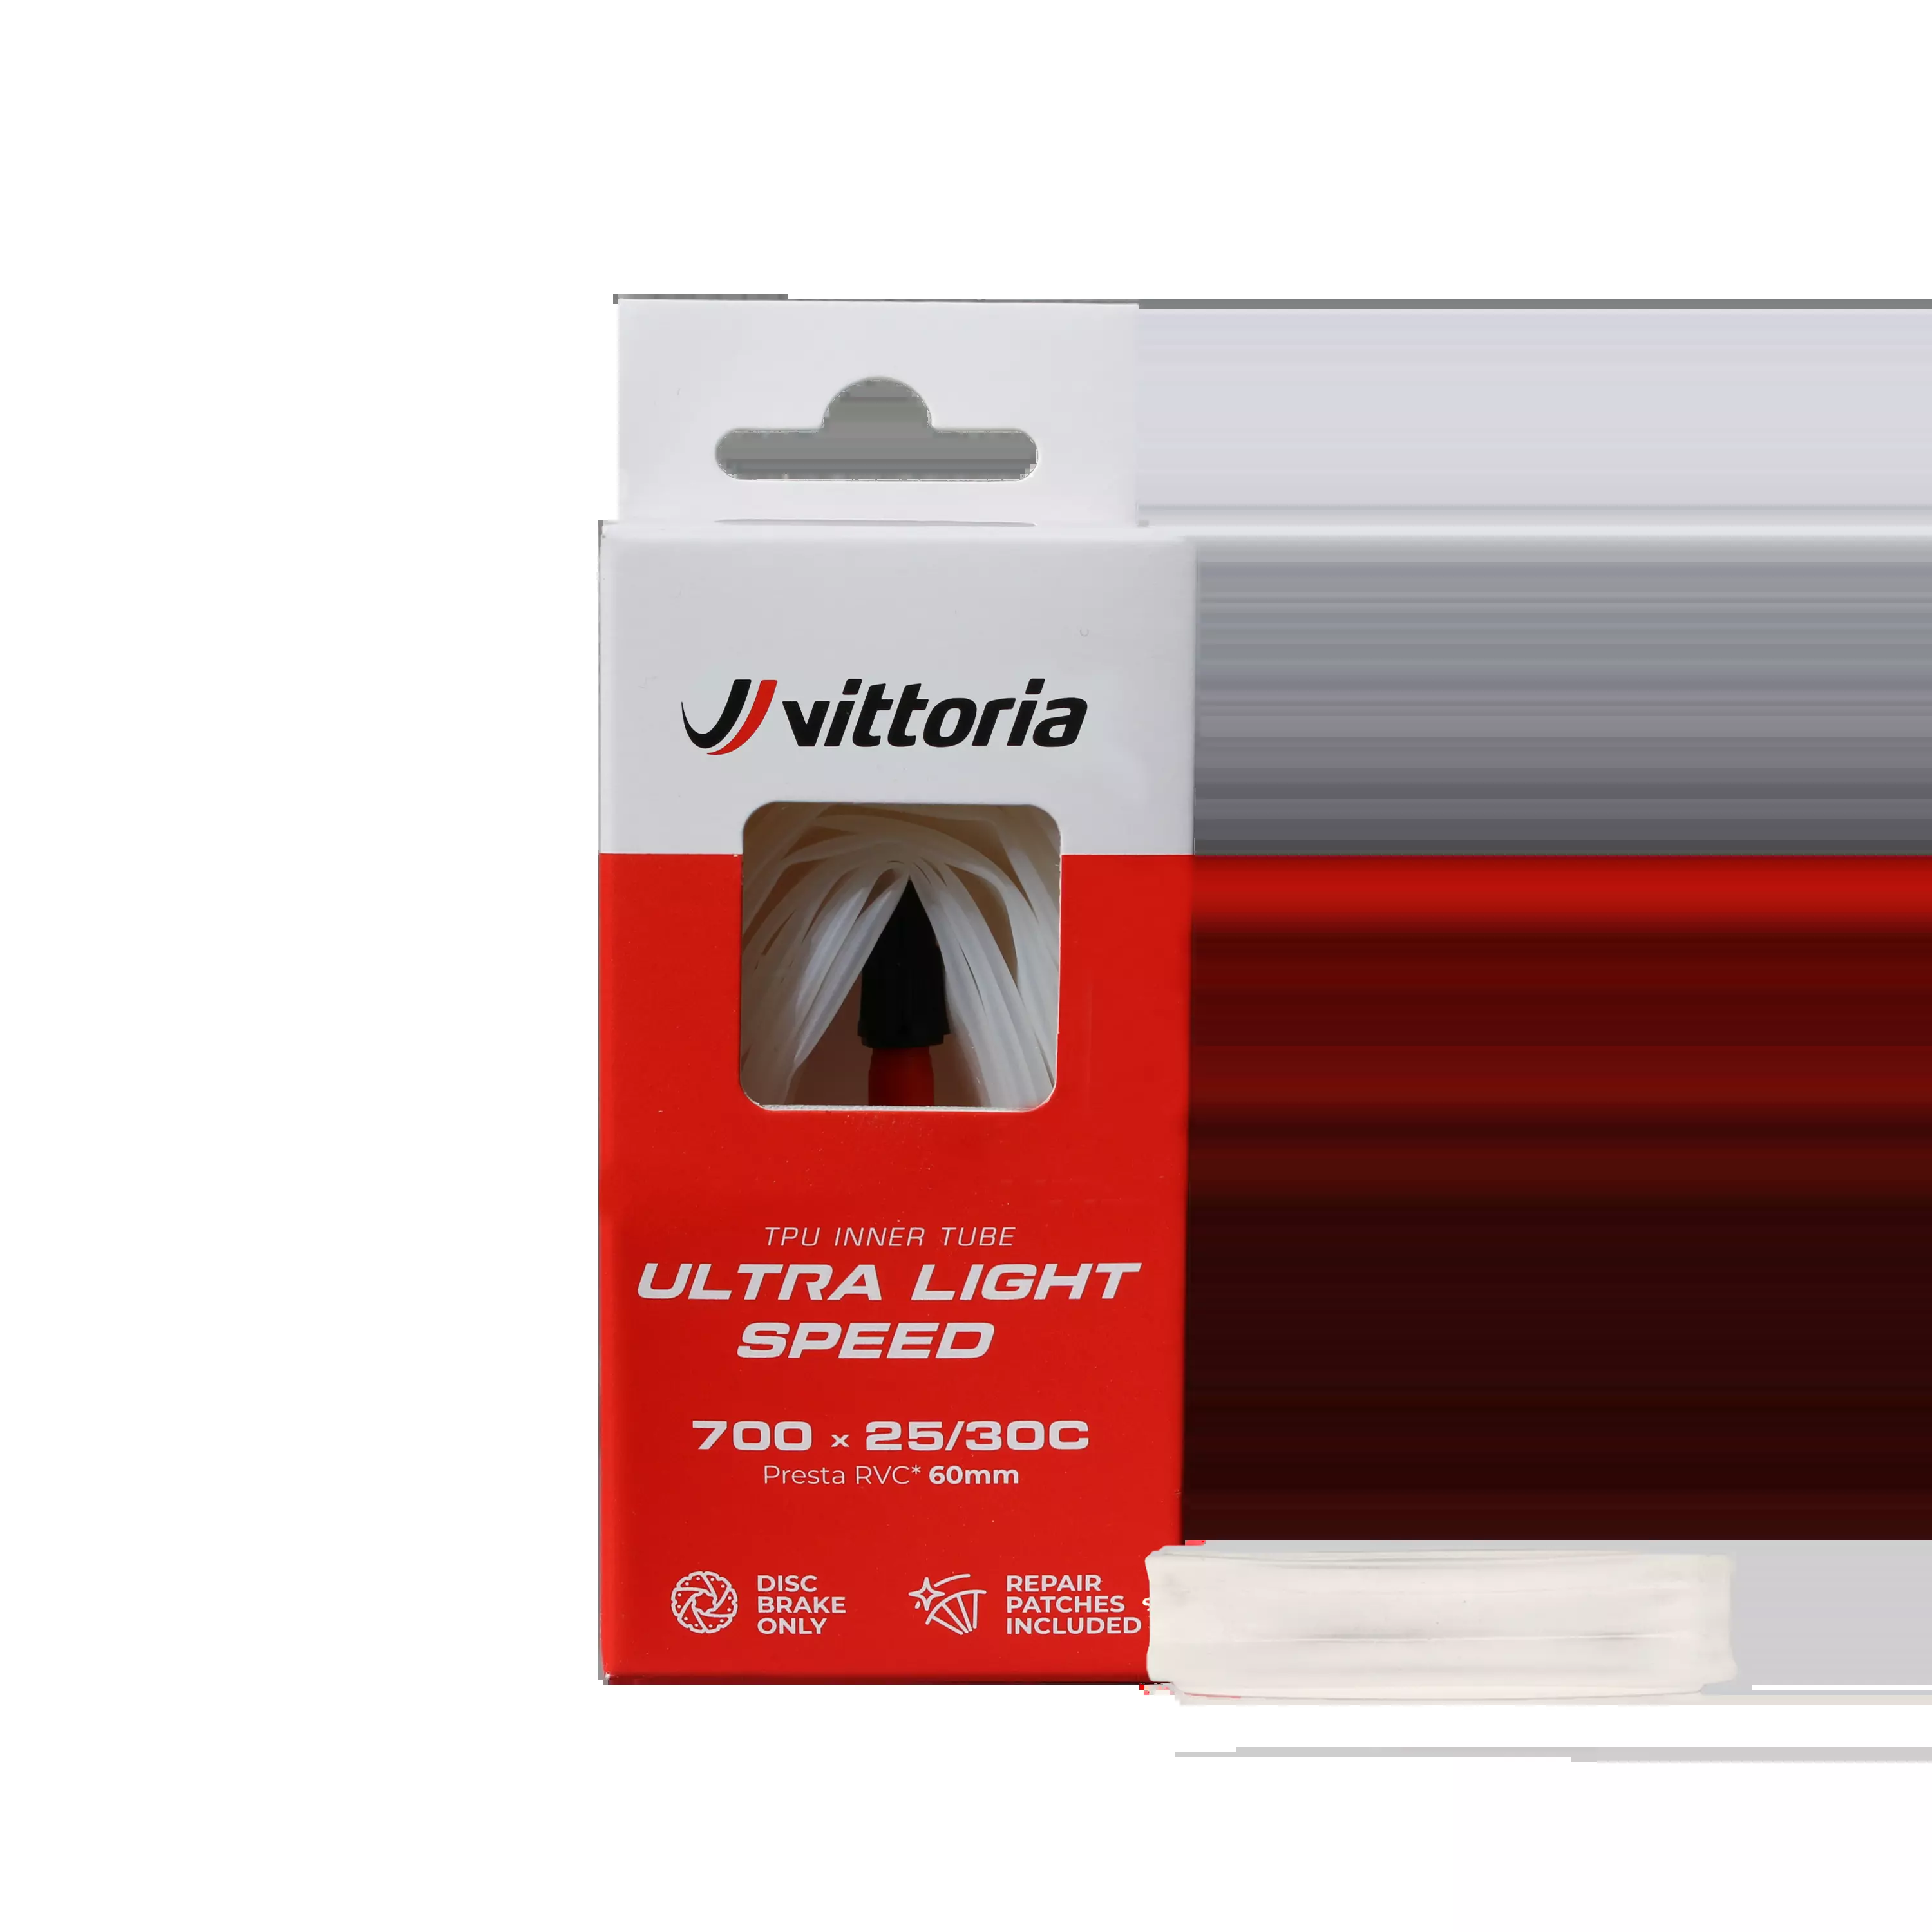 vittoria
TPU INNER TUBE
ULTRA LIGHT
SPEED
700 x 25/30C
Presta RVC* 60mm
DISC
BRAKE
ONLY
REPAIR
PATCHES
INCLUDED